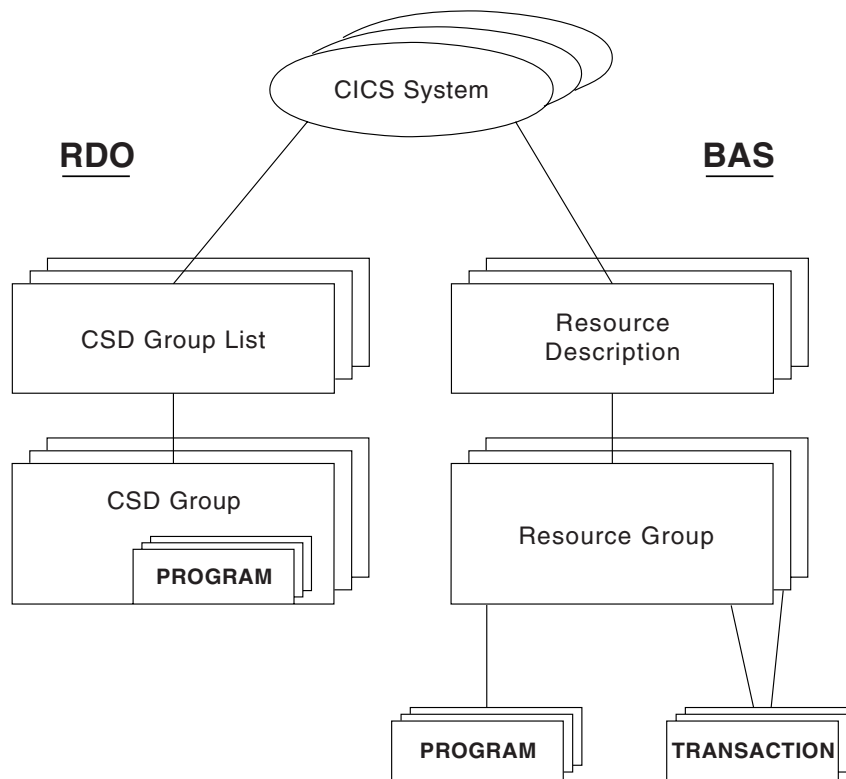 CICS System
RDO
BAS
CSD Group List
Resource
Description
CSD Group
PROGRAM
Resource Group
PROGRAM
TRANSACTION